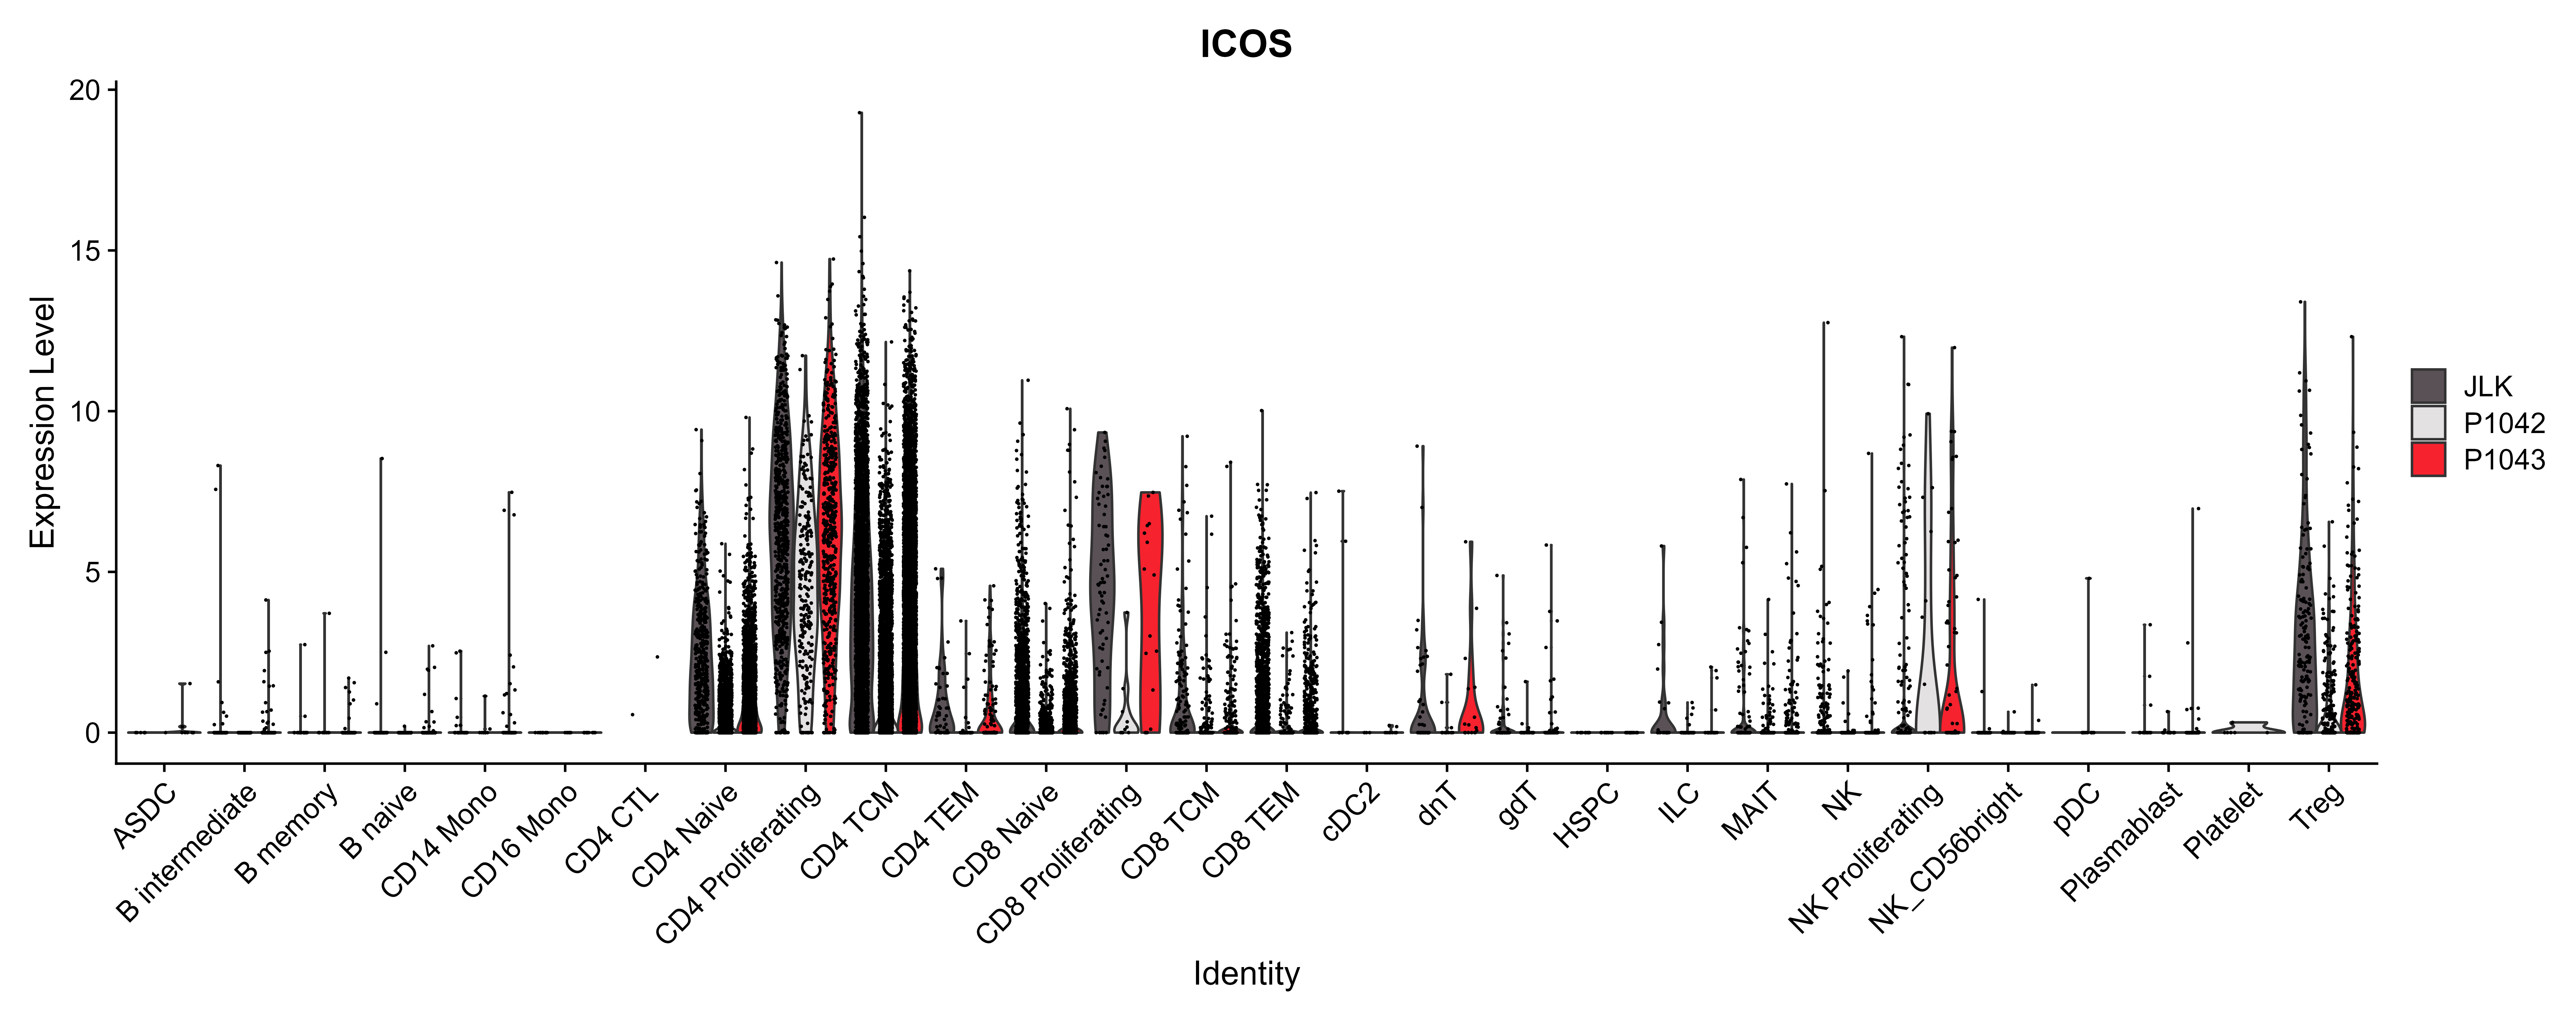 ICOS
Expression Level
20
15
10
5
0
ASDC
B intermediate
B memory
B naive
CD14 Mono
CD16 Mono
CD4 CTL
CD4 Naive
CD4 Proliferating
CD4 TCM
CD4 TEM
CD8 Naive
CD8 Proliferating
CD8 TCM
CD8 TEM
cDC2
dnT
gdT
HSPC
ILC
MAIT
NK
NK Proliferating
NK_CD56bright
pDC
Plasmablast
Platelet
Treg
Identity
JLK
P1042
P1043